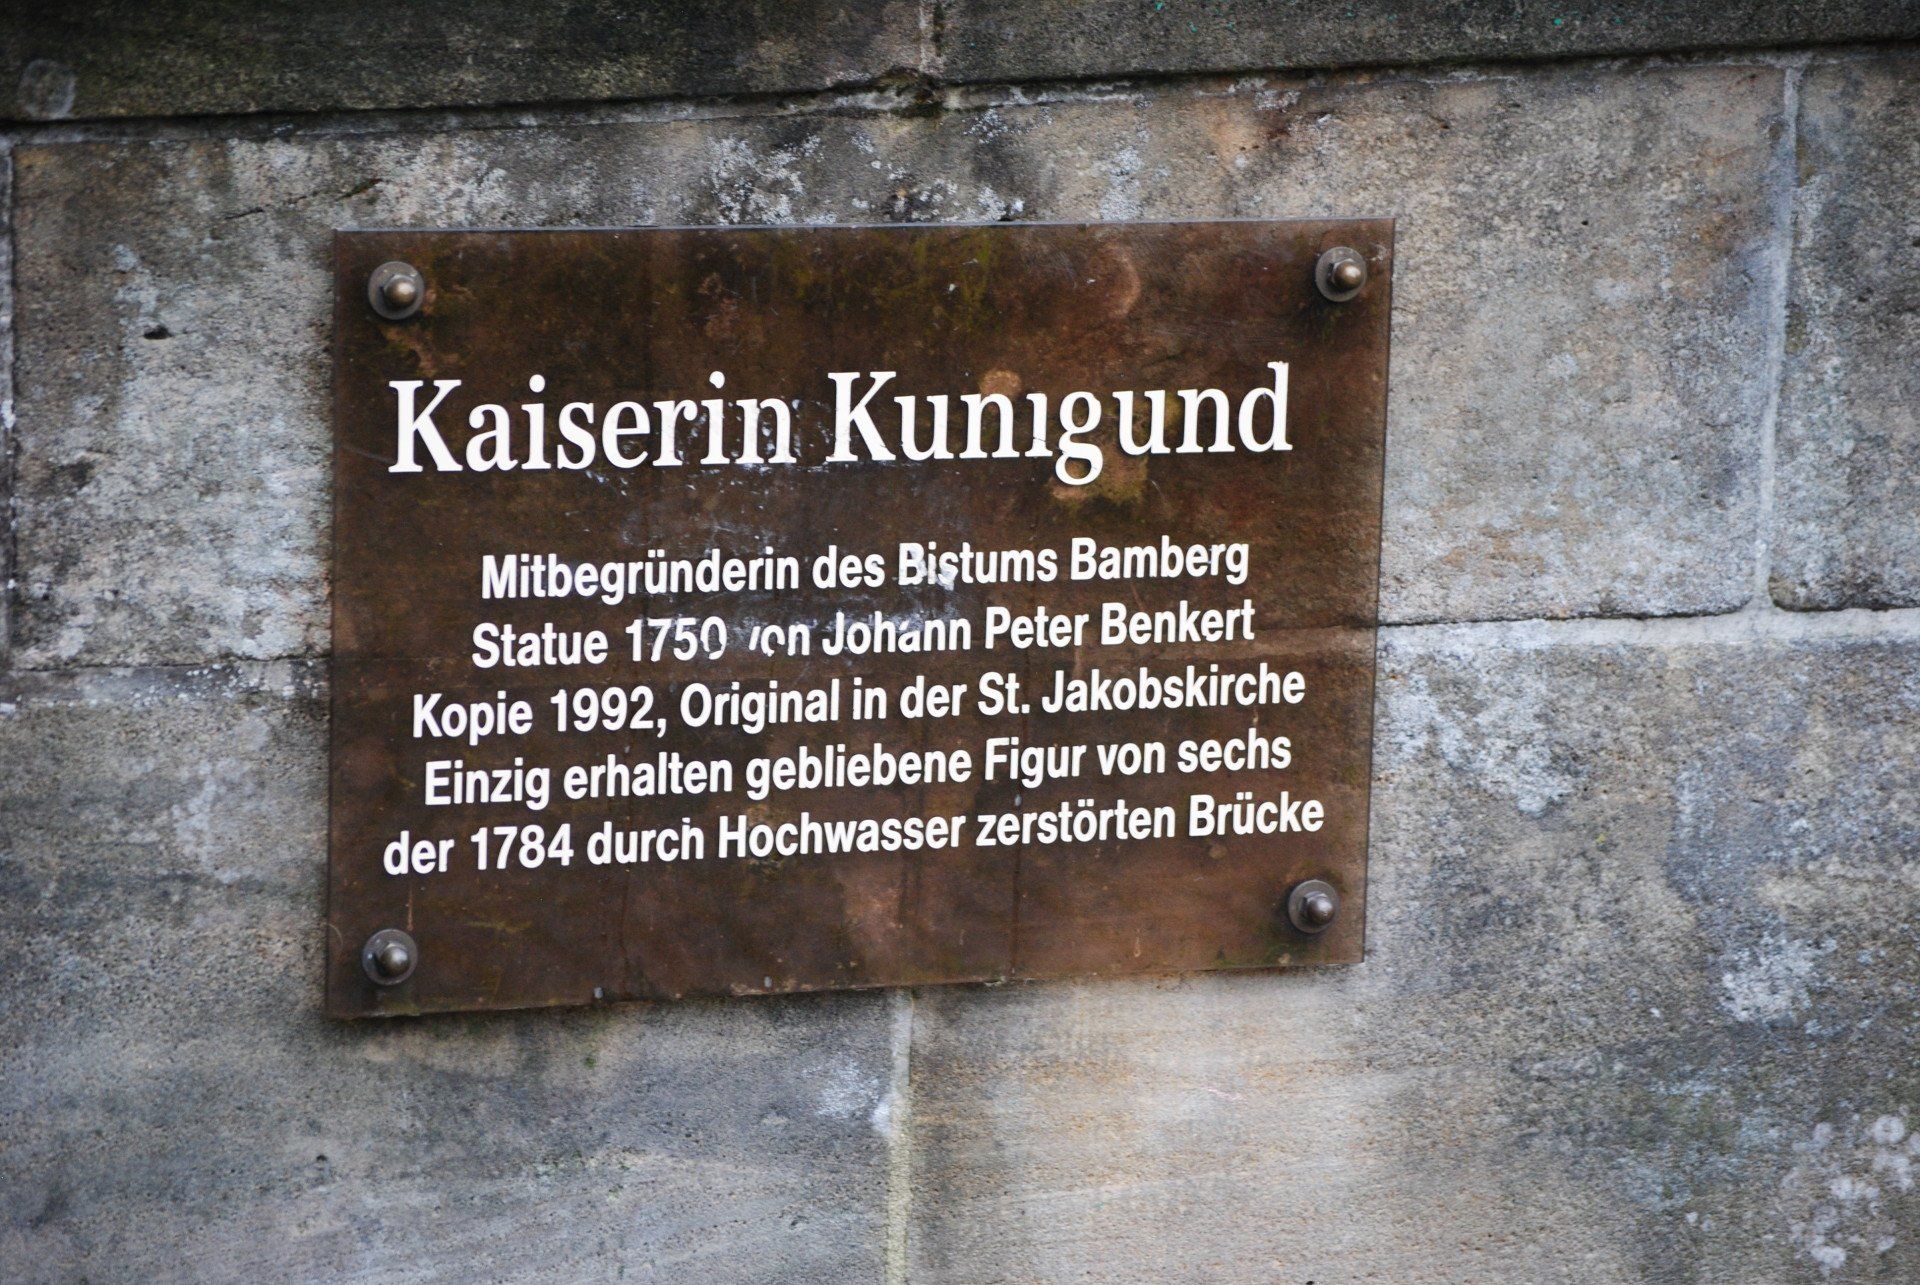 Kaiserin Kunigund
Mitbegründerin des Bistums Bamberg
Statue 1750 von Johann Peter Benkert
Kopie 1992, Original in der St. Jakobskirche
Einzig erhalten gebliebene Figur von sechs
der 1784 durch Hochwasser zerstörten Brücke